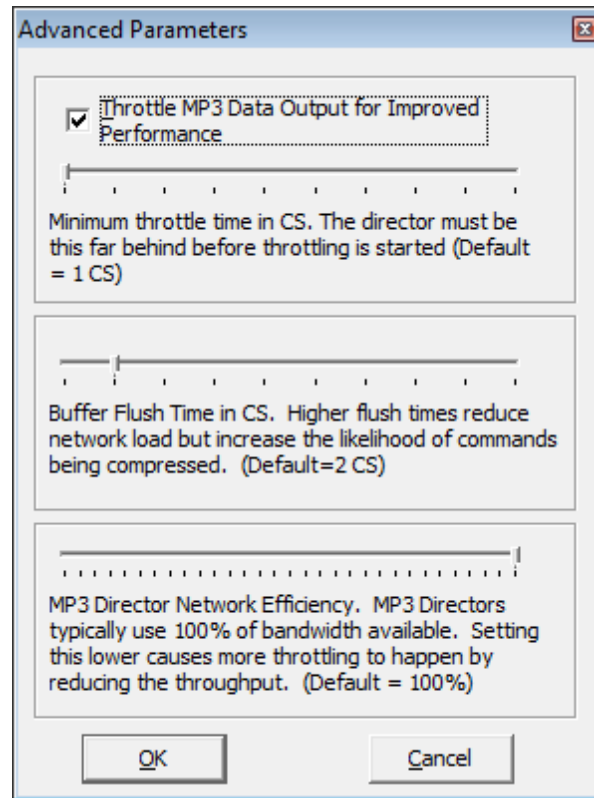 Advanced Parameters
Throttle MP3 Data Output for Improved
Performance
Minimum throttle time in CS. The director must be
this far behind before throttling is started (Default
= 1 CS)
Buffer Flush Time in CS.  Higher flush times reduce
network load but increase the likelihood of commands
being compressed.  (Default=2 CS)
MP3 Director Network Efficiency.  MP3 Directors
typically use 100% of bandwidth available.  Setting
this lower causes more throttling to happen by
reducing the throughput.  (Default = 100%)
OK
Cancel